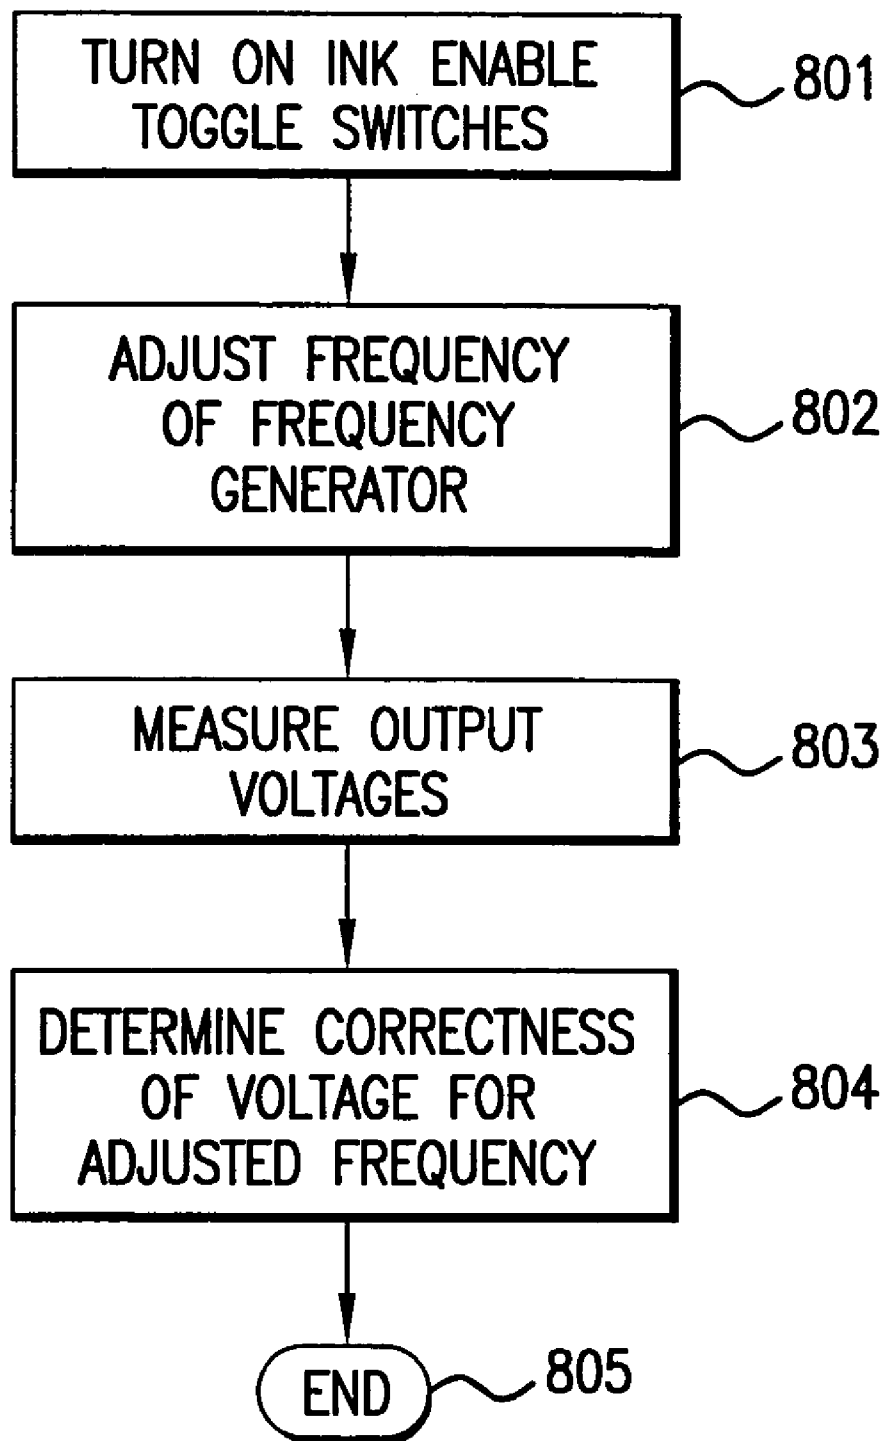 TURN ON INK ENABLE
TOGGLE SWITCHES
801
ADJUST FREQUENCY
OF FREQUENCY
GENERATOR
802
MEASURE OUTPUT
VOLTAGES
803
DETERMINE CORRECTNESS
OF VOLTAGE FOR
ADJUSTED FREQUENCY
804
END
805